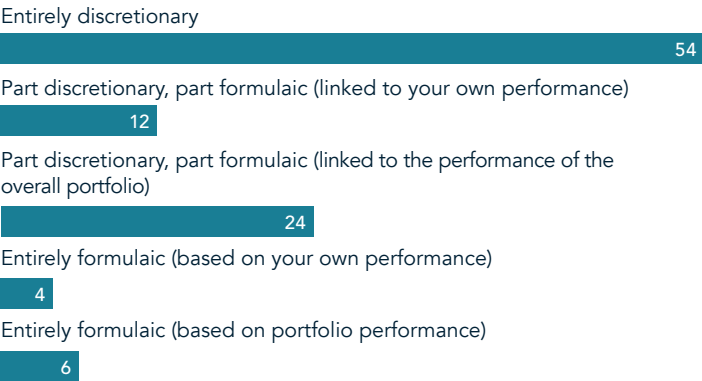 Entirely discretionary
54
Part discretionary, part formulaic (linked to your own performance)
12
Part discretionary, part formulaic (linked to the performance of the
overall portfolio)
24
Entirely formulaic (based on your own performance)
4
Entirely formulaic (based on portfolio performance)
6